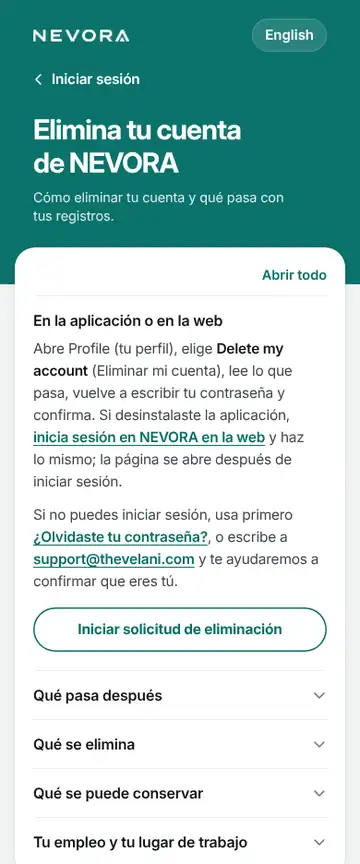 NEVORA
English
Iniciar sesión
Elimina tu cuenta
de NEVORA
Cómo eliminar tu cuenta y qué pasa con
tus registros.
Abrir todo
En la aplicación o en la web
Abre Profile (tu perfil), elige Delete my
account (Eliminar mi cuenta), lee lo que
pasa, vuelve a escribir tu contraseña y
confirma. Si desinstalaste la aplicación,
inicia sesión en NEVORA en la web y haz
lo mismo; la página se abre después de
iniciar sesión.
Si no puedes iniciar sesión, usa primero
¿Olvidaste tu contraseña?, o escribe a
support@thevelani.com y te ayudaremos a
confirmar que eres tú.
Iniciar solicitud de eliminación
Qué pasa después
Qué se elimina
Qué se puede conservar
Tu empleo y tu lugar de trabajo